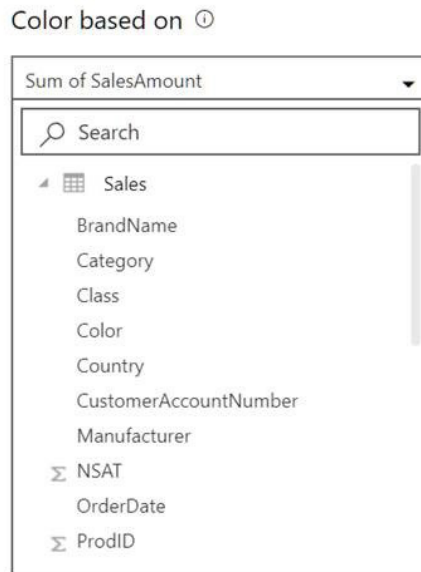 Color based on
Sum of SalesAmount
Search
Sales
BrandName
Category
Class
Color
Country
CustomerAccountNumber
Manufacturer
Σ NSAT
OrderDate
Σ ProdID